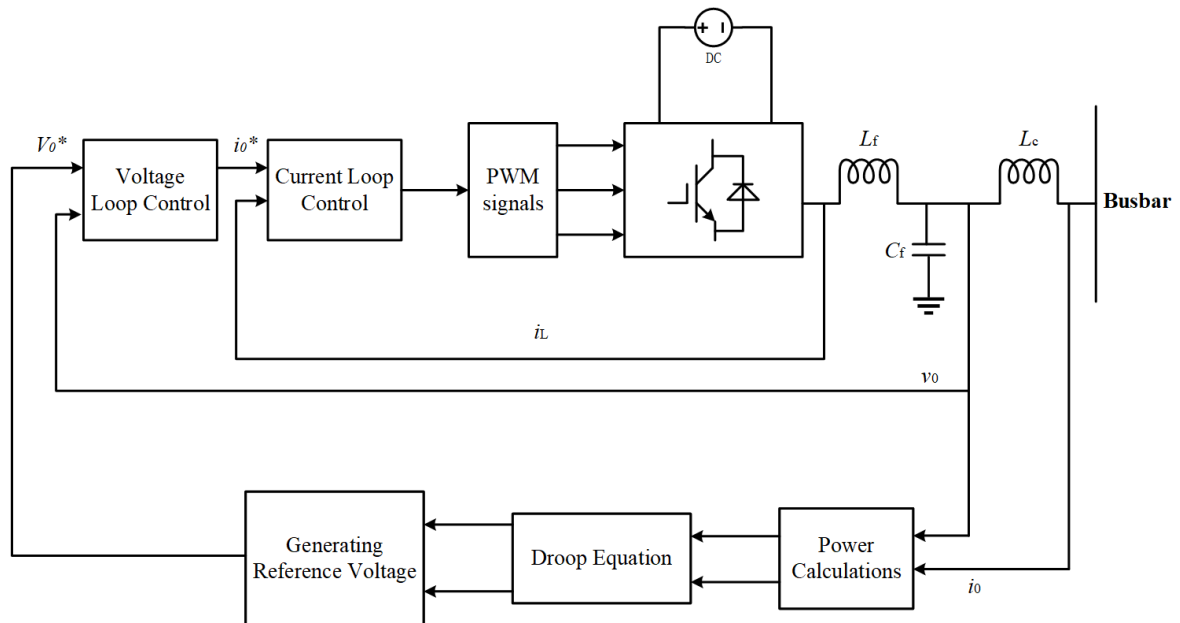 DC
V0*
i0*
Lf
Lc
Voltage
Loop Control
Current Loop
Control
PWM
signals
Busbar
Cf
iL
v0
Generating
Reference Voltage
Droop Equation
Power
Calculations
i0